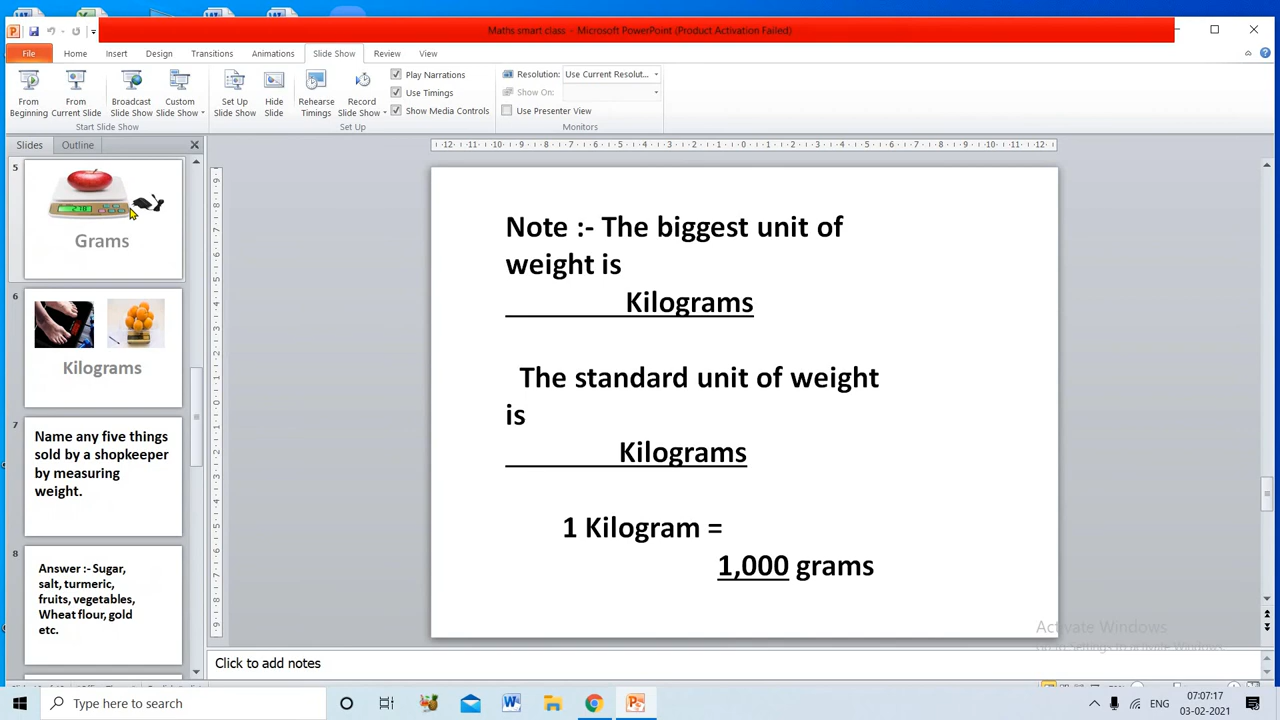 Maths smart class - Microsoft PowerPoint (Product Activation Failed)
File Home Insert Design Transitions Animations Slide Show Review View
From Beginning
From Current Slide
Broadcast Slide Show
Custom Slide Show
Set Up Slide Show
Hide Slide
Rehearse Timings
Record Slide Show
Play Narrations
Use Timings
Show Media Controls
Resolution: Use Current Resolut...
Show On:
Use Presenter View
Start Slide Show
Set Up
Monitors
Slides Outline
5
Grams
6
Kilograms
7
Name any five things
sold by a shopkeeper
by measuring
weight.
8
Answer :- Sugar,
salt, turmeric,
fruits, vegetables,
Wheat flour, gold
etc.
Note :- The biggest unit of
weight is
Kilograms
The standard unit of weight
is
Kilograms
1 Kilogram =
1,000 grams
Activate Windows
Click to add notes
Type here to search
ENG
07:07:17
03-02-2021